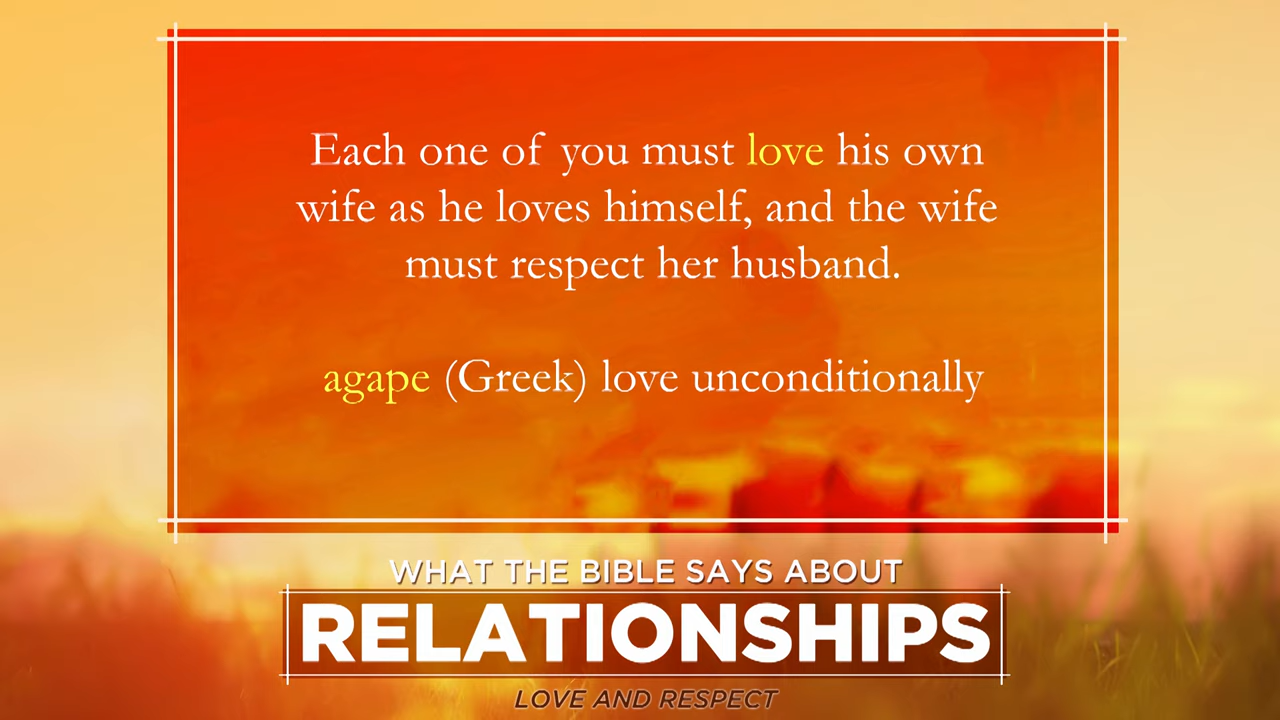 Each one of you must love his own
wife as he loves himself, and the wife
must respect her husband.
agape (Greek) love unconditionally
WHAT THE BIBLE SAYS ABOUT
RELATIONSHIPS
LOVE AND RESPECT